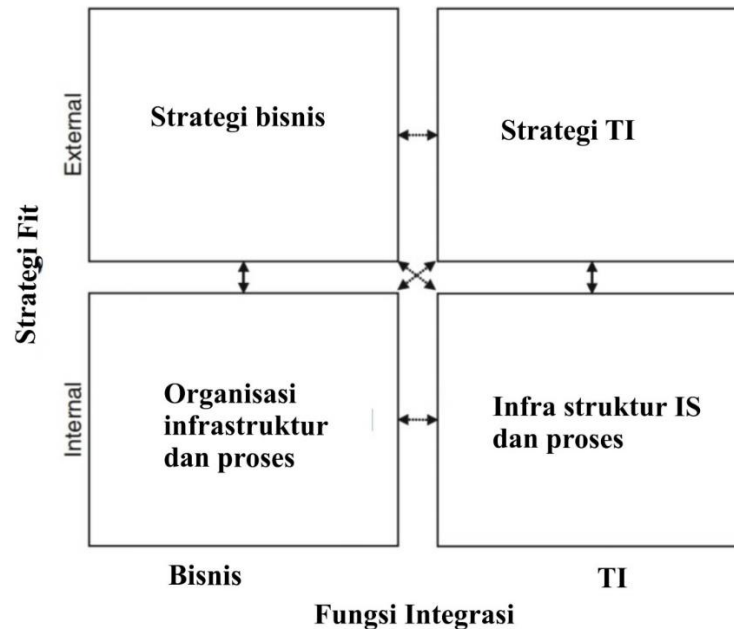 External
Strategi bisnis
Strategi TI
Strategi Fit
Internal
Organisasi
infrastruktur
dan proses
Infra struktur IS
dan proses
Bisnis
TI
Fungsi Integrasi